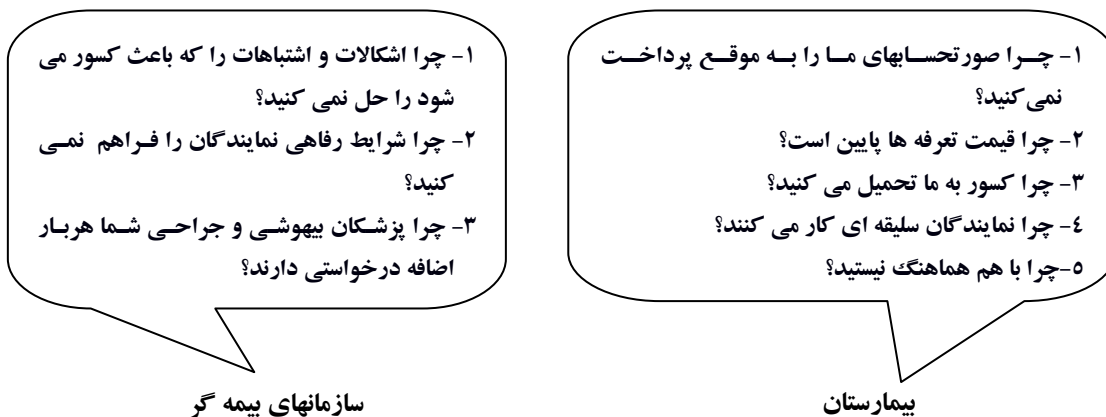 ۱- چرا صورتحسابهای ما را به موقع پرداخت
نمی‌کنید؟
۲- چرا قیمت تعرفه ها پایین است؟
۳- چرا کسور به ما تحمیل می کنید؟
٤- چرا نمایندگان سلیقه ای کار می کنند؟
٥-چرا با هم هماهنگ نیستید؟
بیمارستان
۱- چرا اشکالات و اشتباهات را که باعث کسور می
شود را حل نمی کنید؟
۲- چرا شرایط رفاهی نمایندگان را فراهم نمی
کنید؟
۳- چرا پزشکان بیهوشی و جراحی شما هربار
اضافه درخواستی دارند؟
سازمانهای بیمه گر